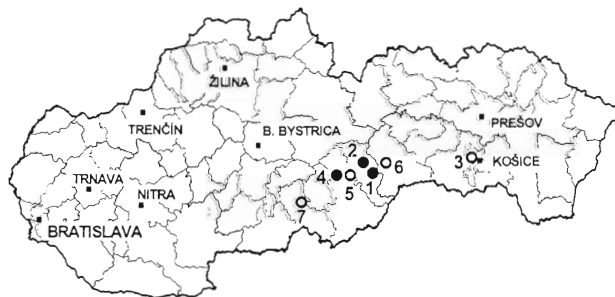 ŽILINA
TRENČÍN
PREŠOV
B. BYSTRICA
2
6
3
KOŠICE
4
5
1
TRNAVA
NITRA
7
BRATISLAVA